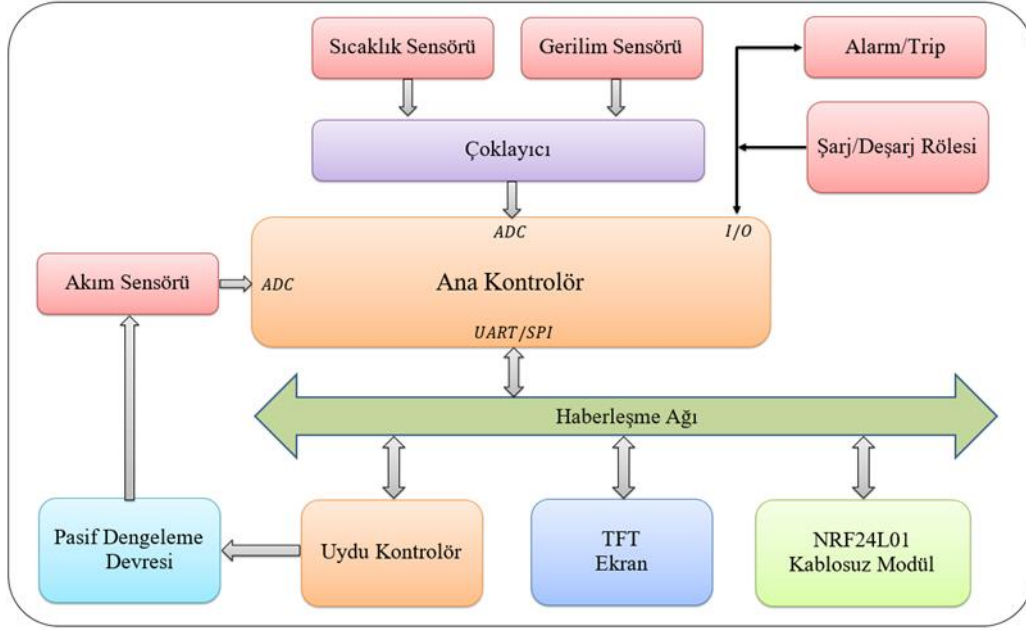 Sıcaklık Sensörü
Gerilim Sensörü
Alarm/Trip
Çoklayıcı
Şarj/Deşarj Rölesi
ADC
I/O
Akım Sensörü
ADC
Ana Kontrolör
UART/SPI
Haberleşme Ağı
Pasif Dengeleme
Devresi
Uydu Kontrolör
TFT
Ekran
NRF24L01
Kablosuz Modül